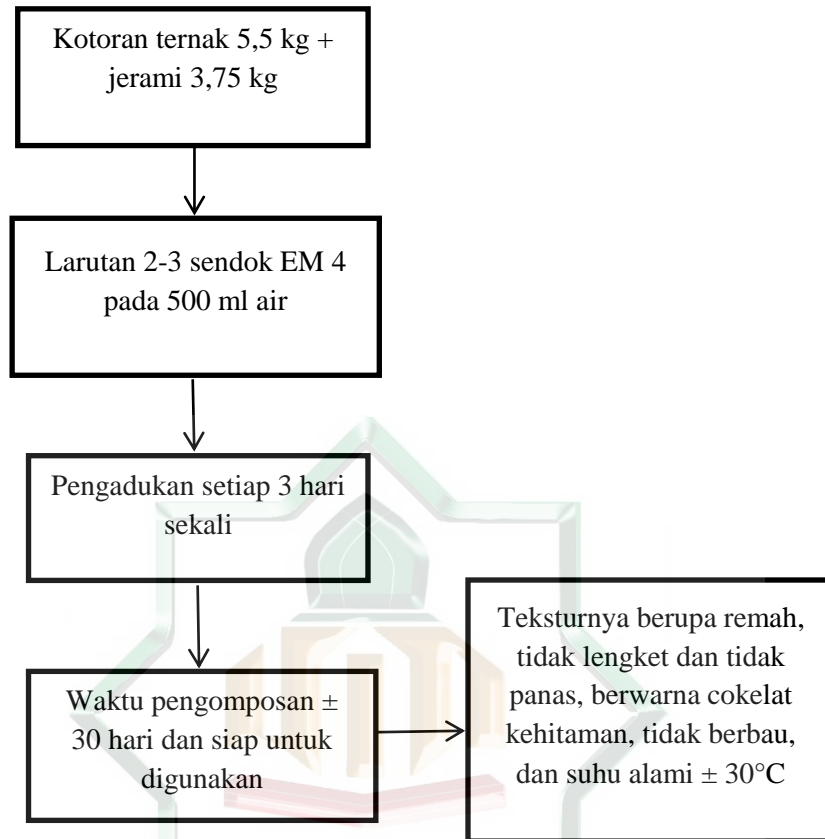 Kotoran ternak 5,5 kg +
jerami 3,75 kg
Larutan 2-3 sendok EM 4
pada 500 ml air
Pengadukan setiap 3 hari
sekali
Waktu pengomposan ±
30 hari dan siap untuk
digunakan
Teksturnya berupa remah,
tidak lengket dan tidak
panas, berwarna cokelat
kehitaman, tidak berbau,
dan suhu alami ± 30°C